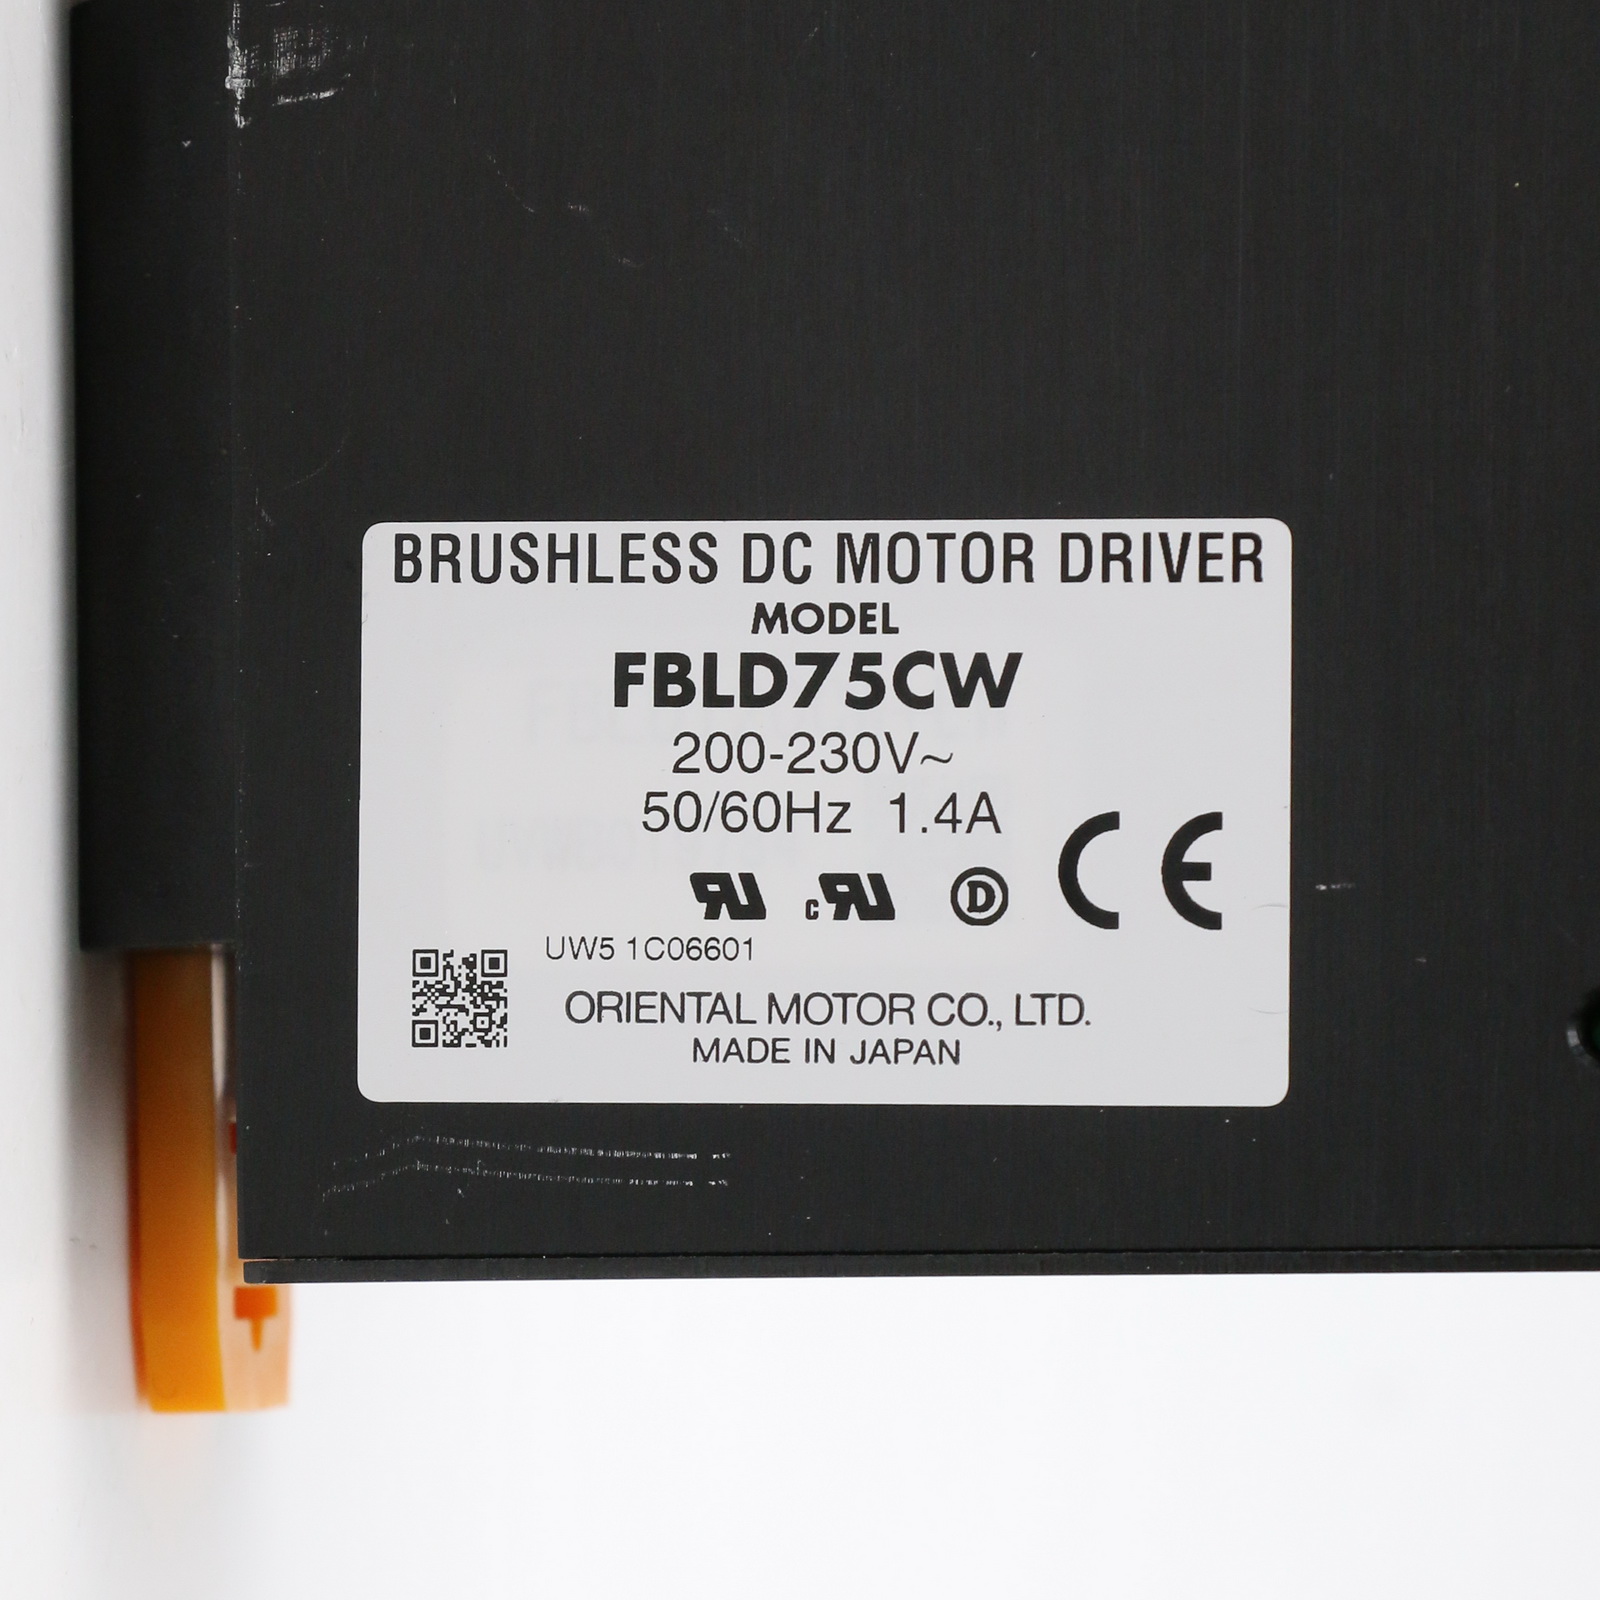 BRUSHLESS DC MOTOR DRIVER
MODEL
FBLD75CW
200-230V~
50/60Hz 1.4A
c
D
CE
UW5 1C06601
ORIENTAL MOTOR CO., LTD.
MADE IN JAPAN